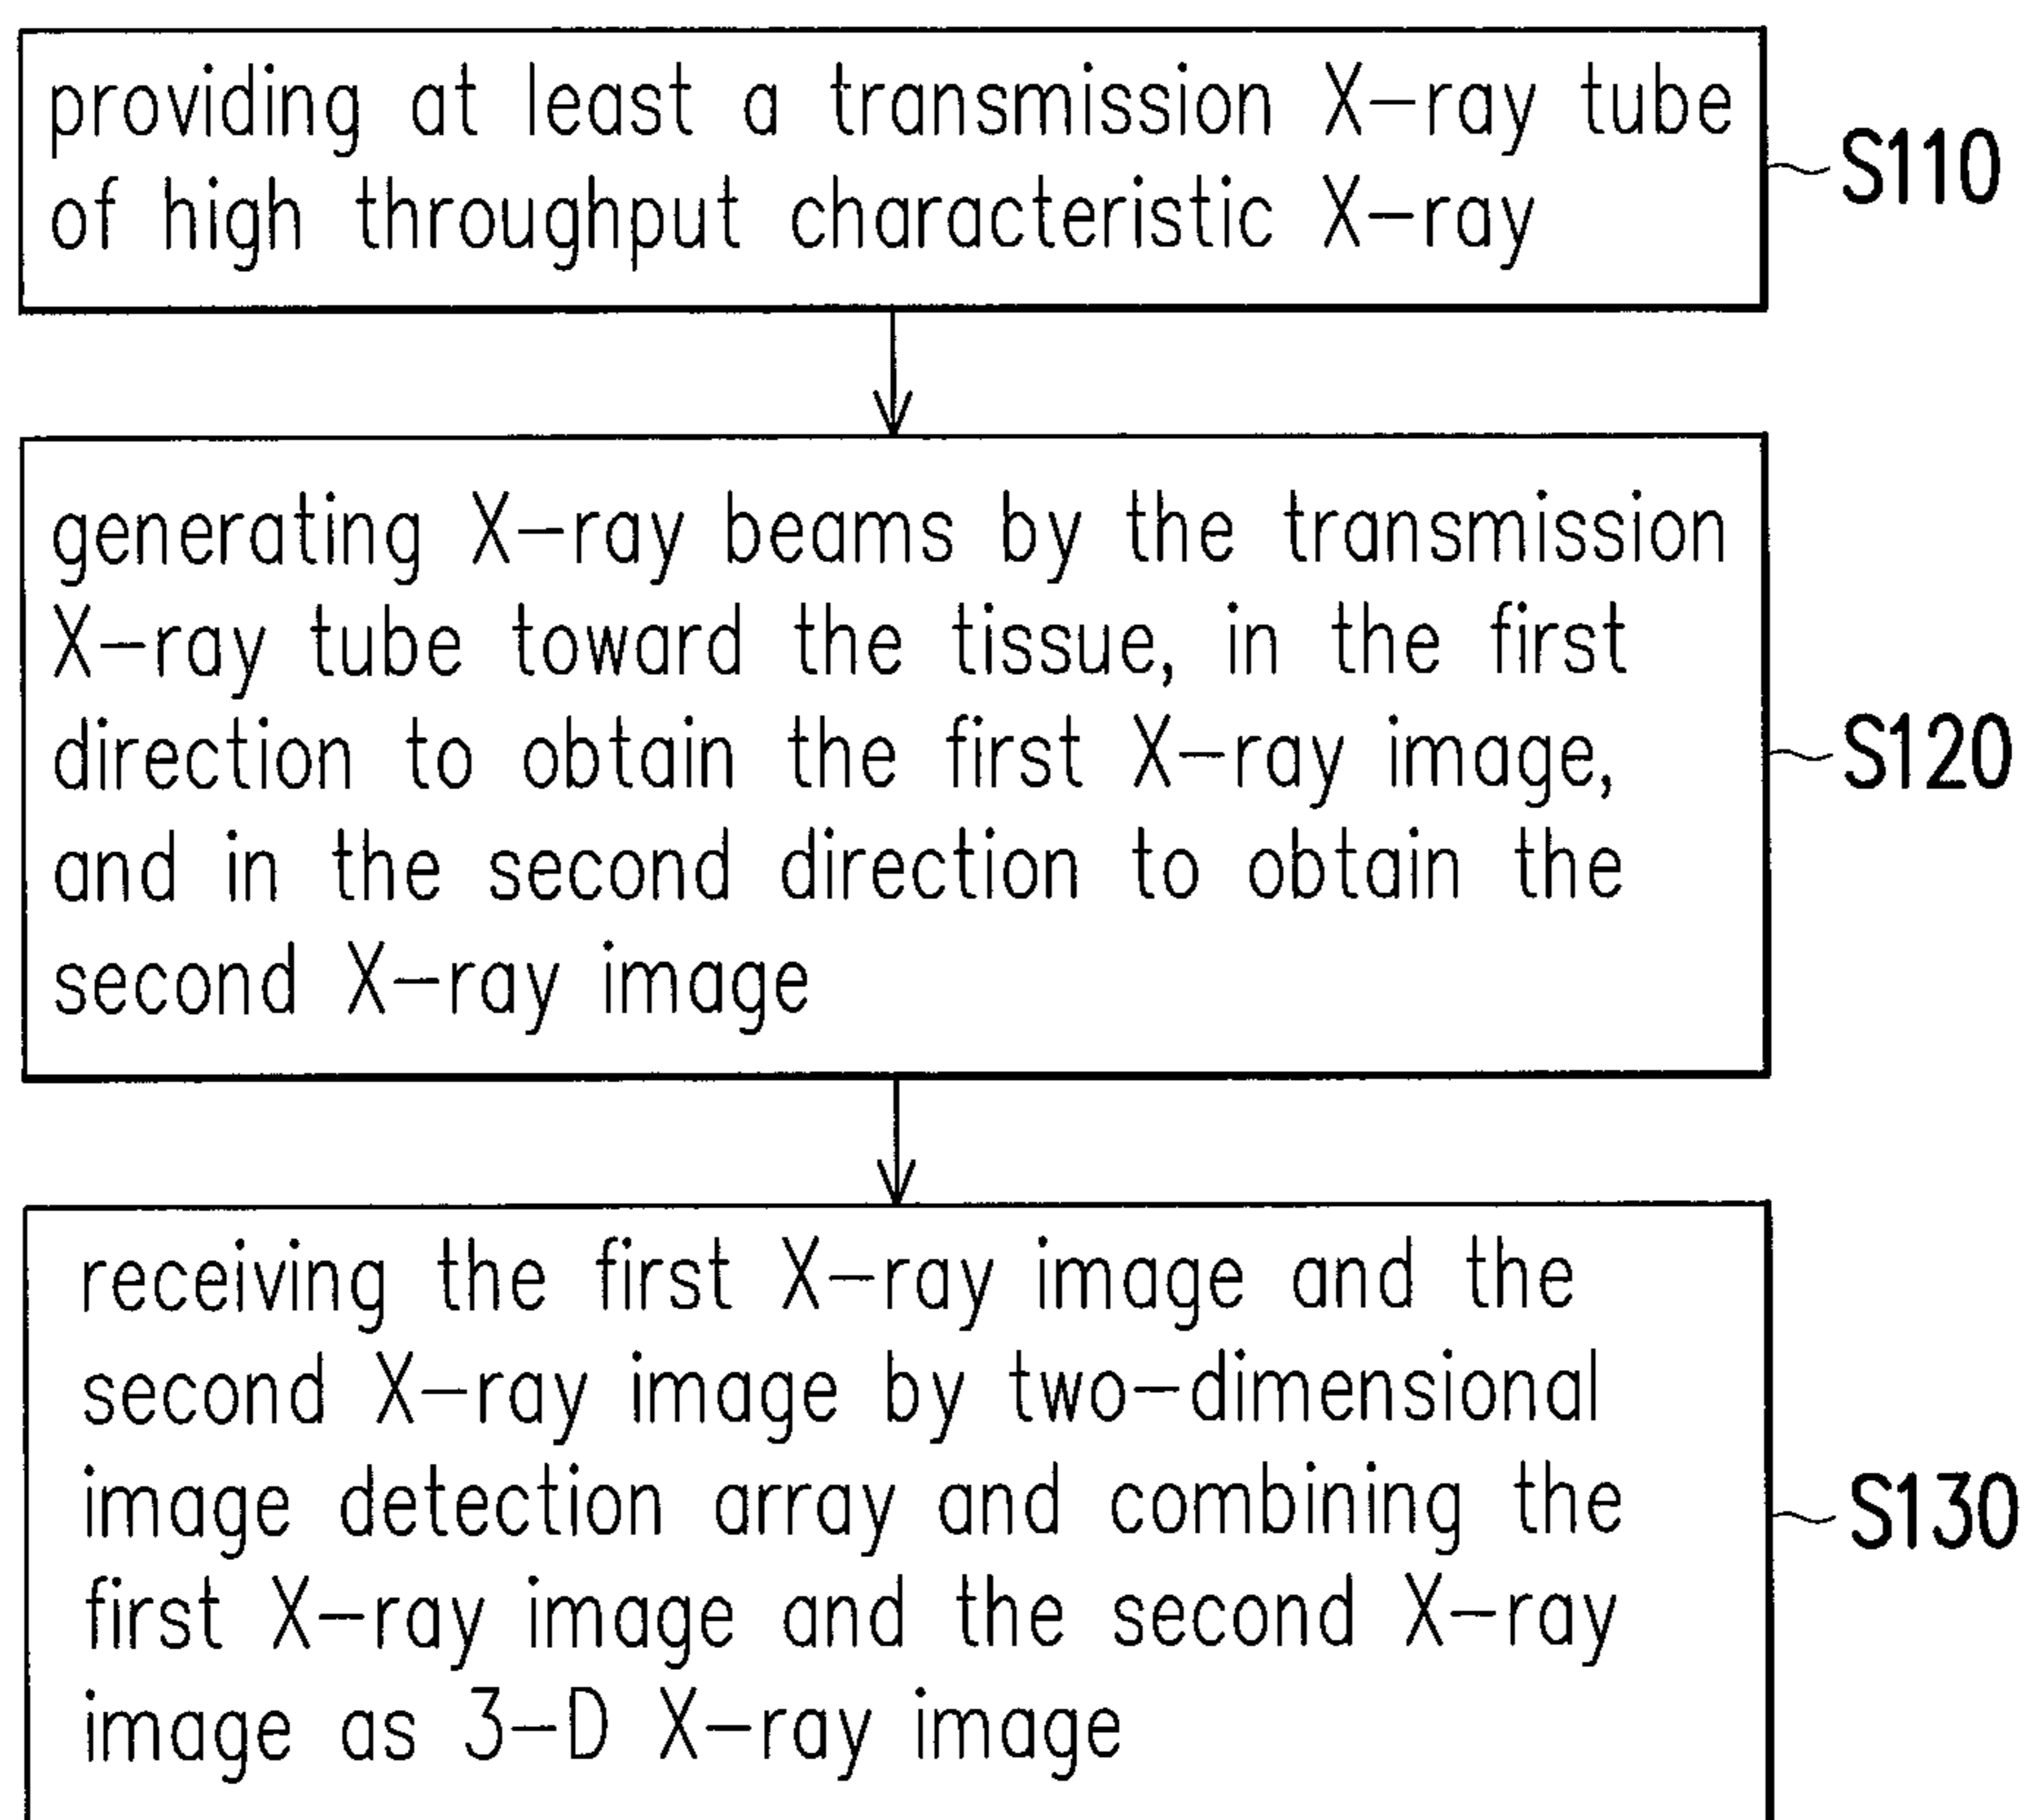 providing at least a transmission X-ray tube
of high throughput characteristic X-ray
S110
generating X-ray beams by the transmission
X-ray tube toward the tissue, in the first
direction to obtain the first X-ray image,
and in the second direction to obtain the
second X-ray image
S120
receiving the first X-ray image and the
second X-ray image by two-dimensional
image detection array and combining the
first X-ray image and the second X-ray
image as 3-D X-ray image
S130